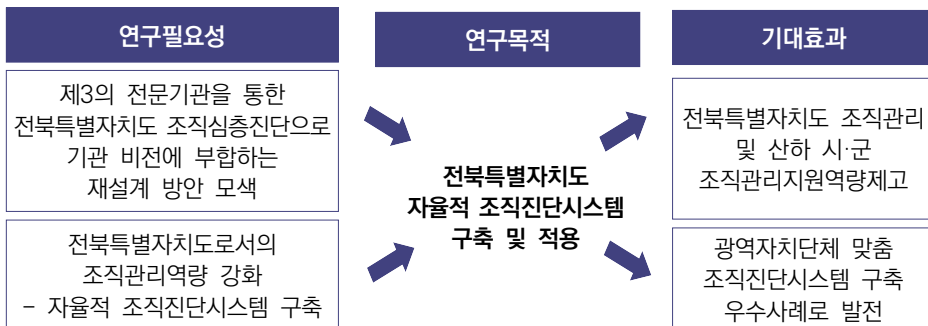 연구필요성
제3의 전문기관을 통한
전북특별자치도 조직심층진단으로
기관 비전에 부합하는
재설계 방안 모색
전북특별자치도로서의
조직관리역량 강화
- 자율적 조직진단시스템 구축
연구목적
전북특별자치도
자율적 조직진단시스템
구축 및 적용
기대효과
전북특별자치도 조직관리
및 산하 시·군
조직관리지원역량제고
광역자치단체 맞춤
조직진단시스템 구축
우수사례로 발전